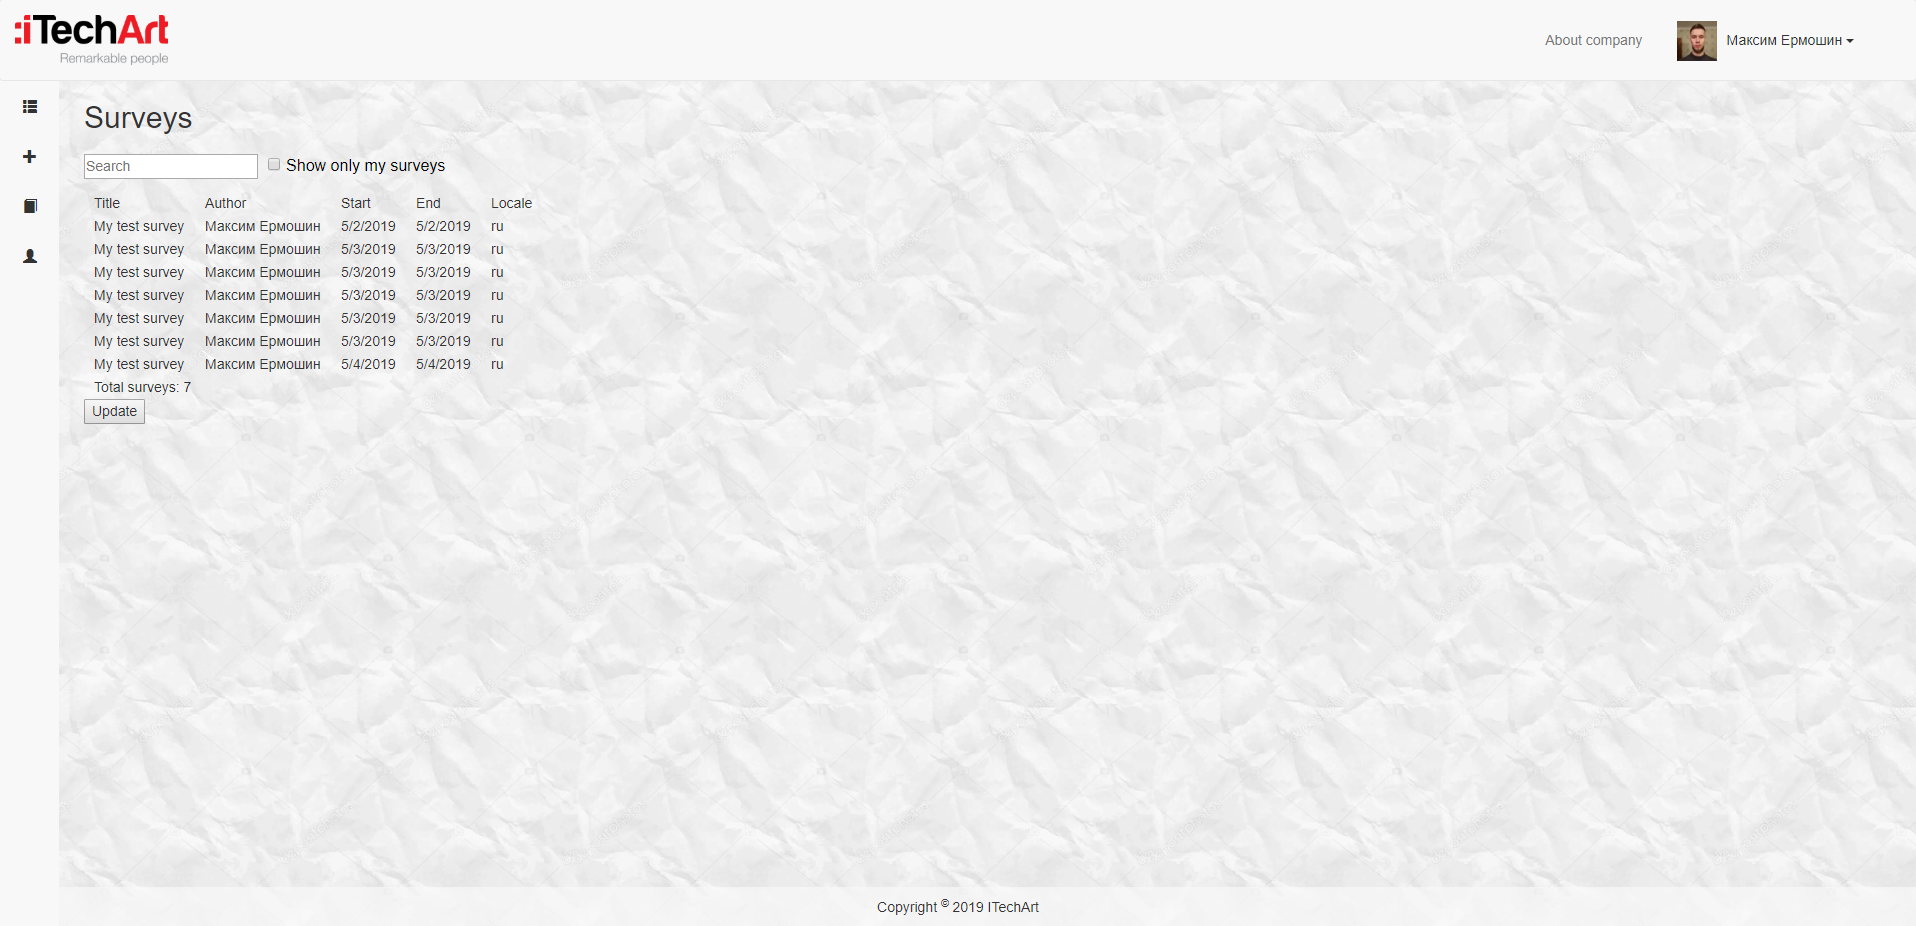 :iTechArt
Remarkable people
About company
Максим Ермошин
Surveys
Search
Show only my surveys
Title Author Start End Locale
My test survey Максим Ермошин 5/2/2019 5/2/2019 ru
My test survey Максим Ермошин 5/3/2019 5/3/2019 ru
My test survey Максим Ермошин 5/3/2019 5/3/2019 ru
My test survey Максим Ермошин 5/3/2019 5/3/2019 ru
My test survey Максим Ермошин 5/3/2019 5/3/2019 ru
My test survey Максим Ермошин 5/3/2019 5/3/2019 ru
My test survey Максим Ермошин 5/4/2019 5/4/2019 ru
Total surveys: 7
Update
Copyright © 2019 ITechArt